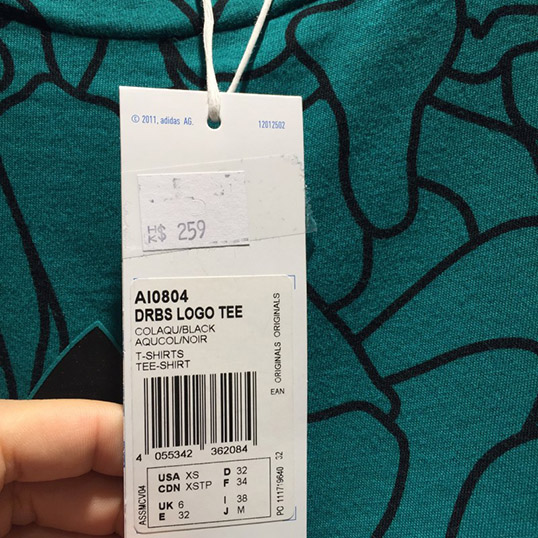 © 2011, adidas AG. 12012502
HK$ 259
AI0804
DRBS LOGO TEE
COLAQU/BLACK
AQUCOL/NOIR
T-SHIRTS
TEE-SHIRT
EAN ORIGINALS ORIGINALS
4 055342 362084
USA XS D 32
CDN XSTP F 34
UK 6 I 38
E 32 J M
ASSMCV04
PO 111719640 32